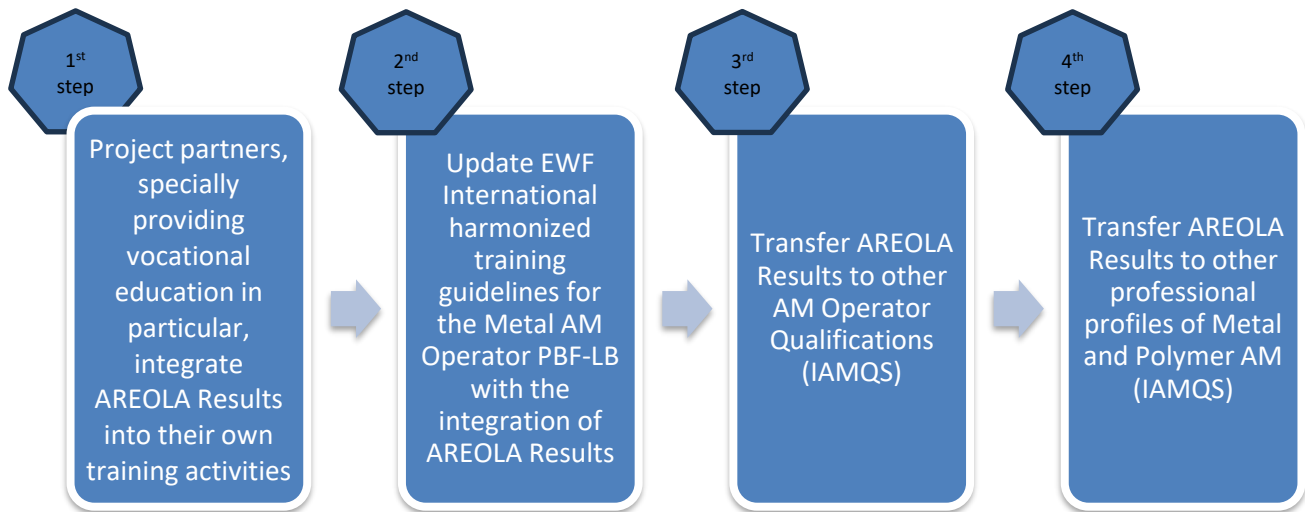 1st
step
Project partners,
specially
providing
vocational
education in
particular,
integrate
AREOLA Results
into their own
training activities
2nd
step
Update EWF
International
harmonized
training
guidelines for
the Metal AM
Operator PBF-LB
with the
integration of
AREOLA Results
3rd
step
Transfer AREOLA
Results to other
AM Operator
Qualifications
(IAMQS)
4th
step
Transfer AREOLA
Results to other
professional
profiles of Metal
and Polymer AM
(IAMQS)